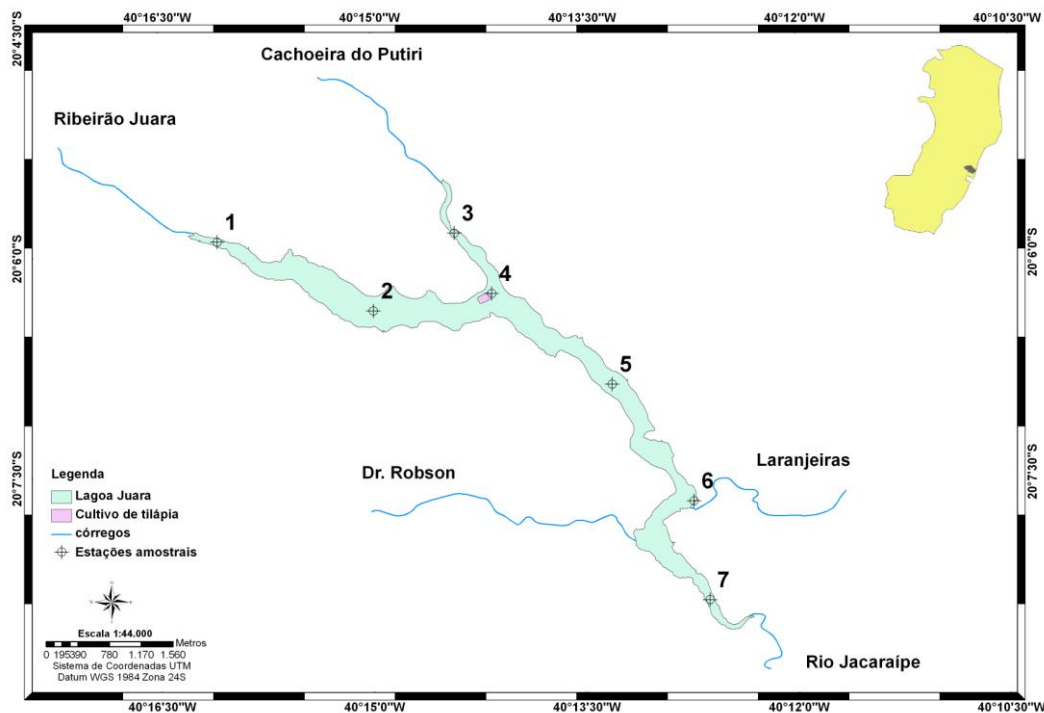 40°16'30"W 40°15'0"W 40°13'30"W 40°12'0"W 40°10'30"W
20°4'30"S
20°4'30"S
Cachoeira do Putiri
Ribeirão Juara
3
1
20°6'0"S
20°6'0"S
4
2
5
Laranjeiras
Dr. Robson
6
20°7'30"S
20°7'30"S
Legenda
Lagoa Juara
Cultivo de tilápia
córregos
Estações amostrais
7
Escala 1:44.000
0 195390 780 1.170 1.560 Metros
Sistema de Coordenadas UTM
Datum WGS 1984 Zona 24S
Rio Jacaraípe
40°16'30"W 40°15'0"W 40°13'30"W 40°12'0"W 40°10'30"W